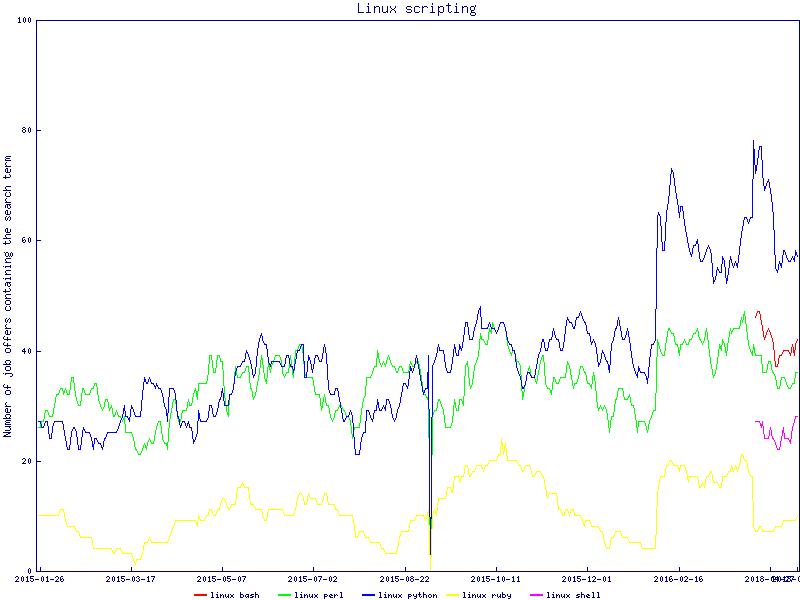 Linux scripting
Number of job offers containing the search term
100
80
60
40
20
0
2015-01-26 2015-03-17 2015-05-07 2015-07-02 2015-08-22 2015-10-11 2015-12-01 2016-02-16
linux bash linux perl linux python linux ruby linux shell